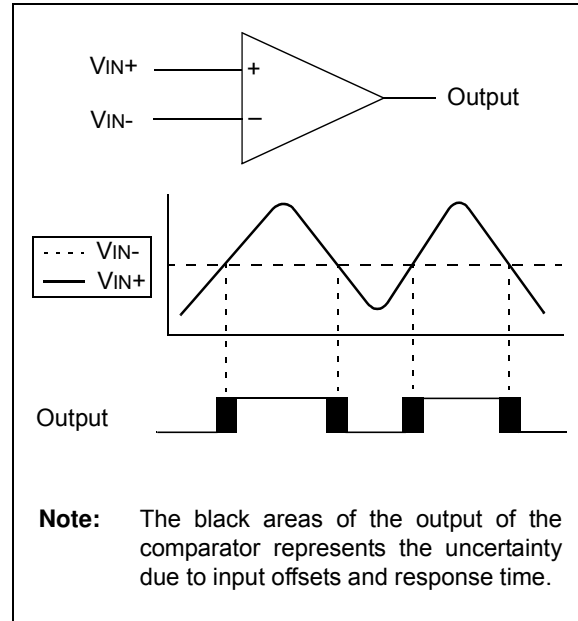 VIN+
+
Output
VIN-
–
VIN-
VIN+
Output
Note: The black areas of the output of the
comparator represents the uncertainty
due to input offsets and response time.